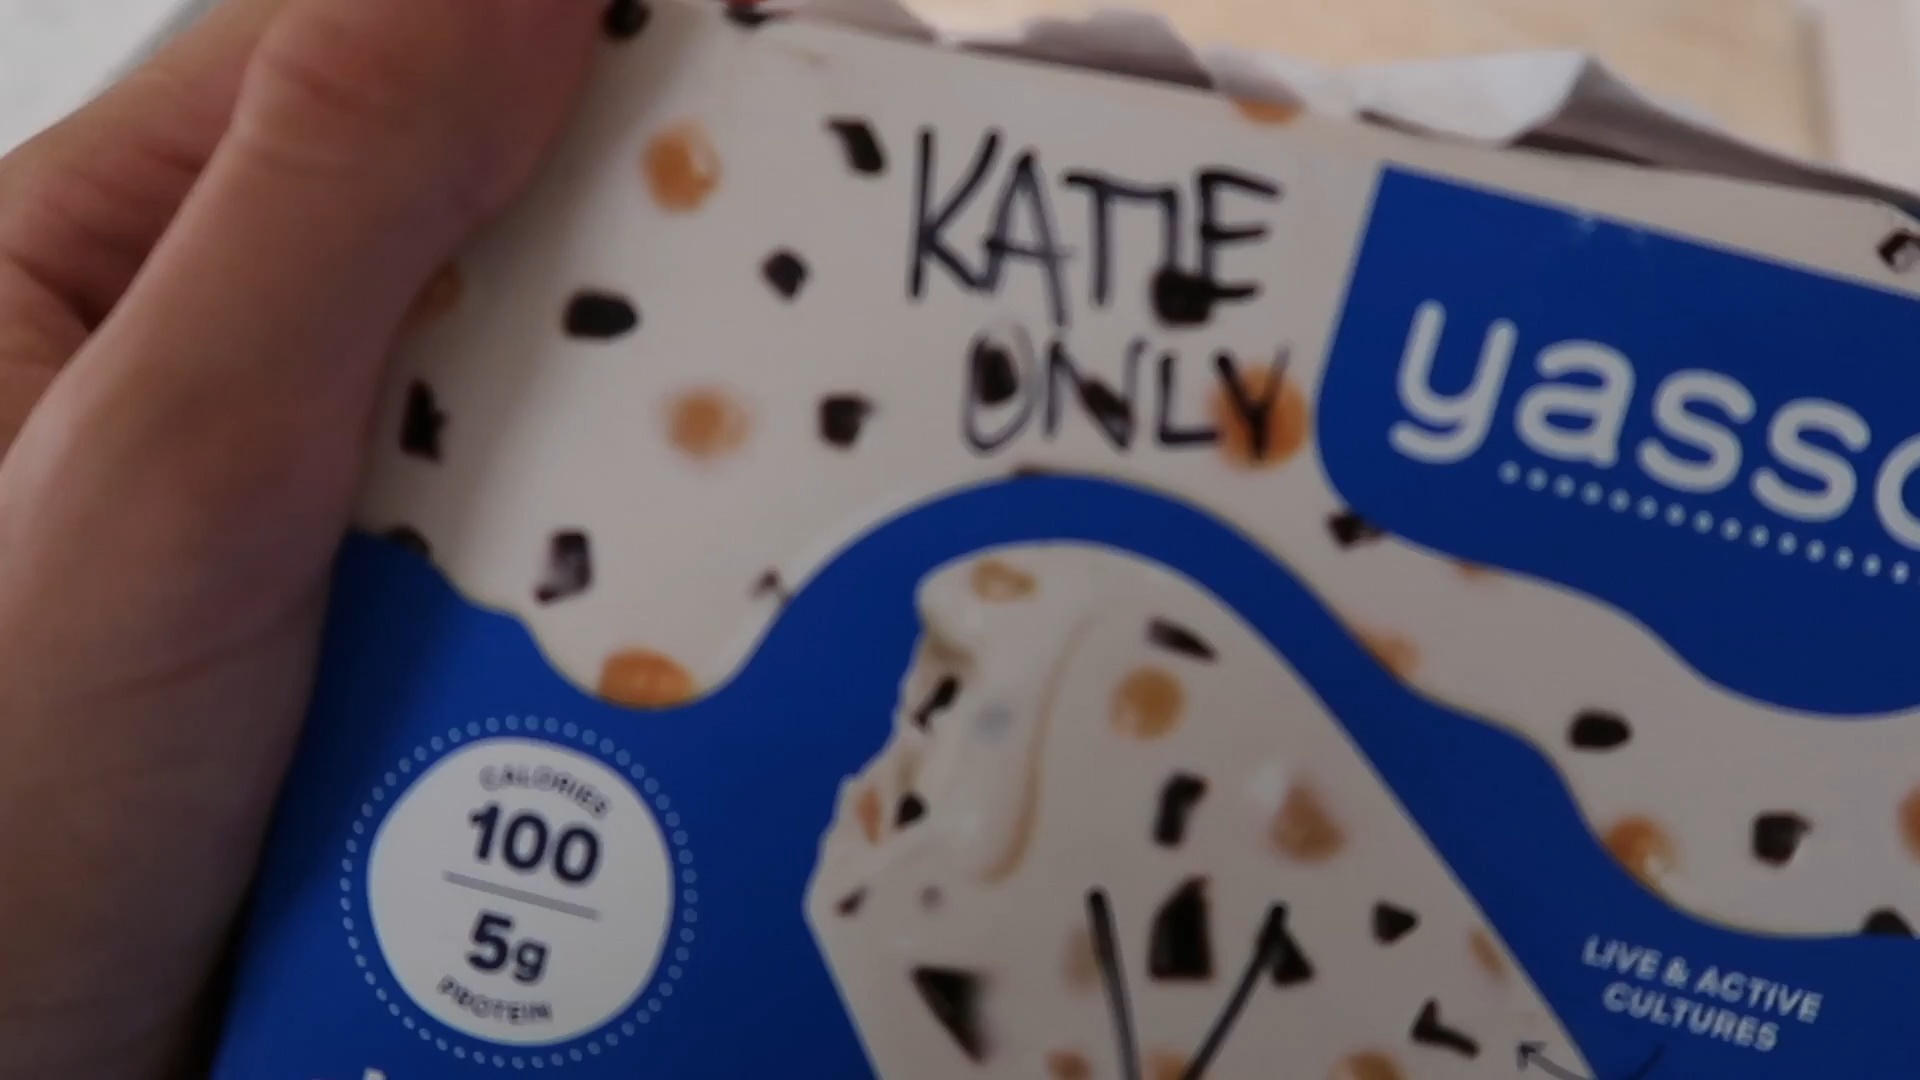 KATIE
ONLY
yasso
CALORIES
100
5g
PROTEIN
LIVE & ACTIVE
CULTURES